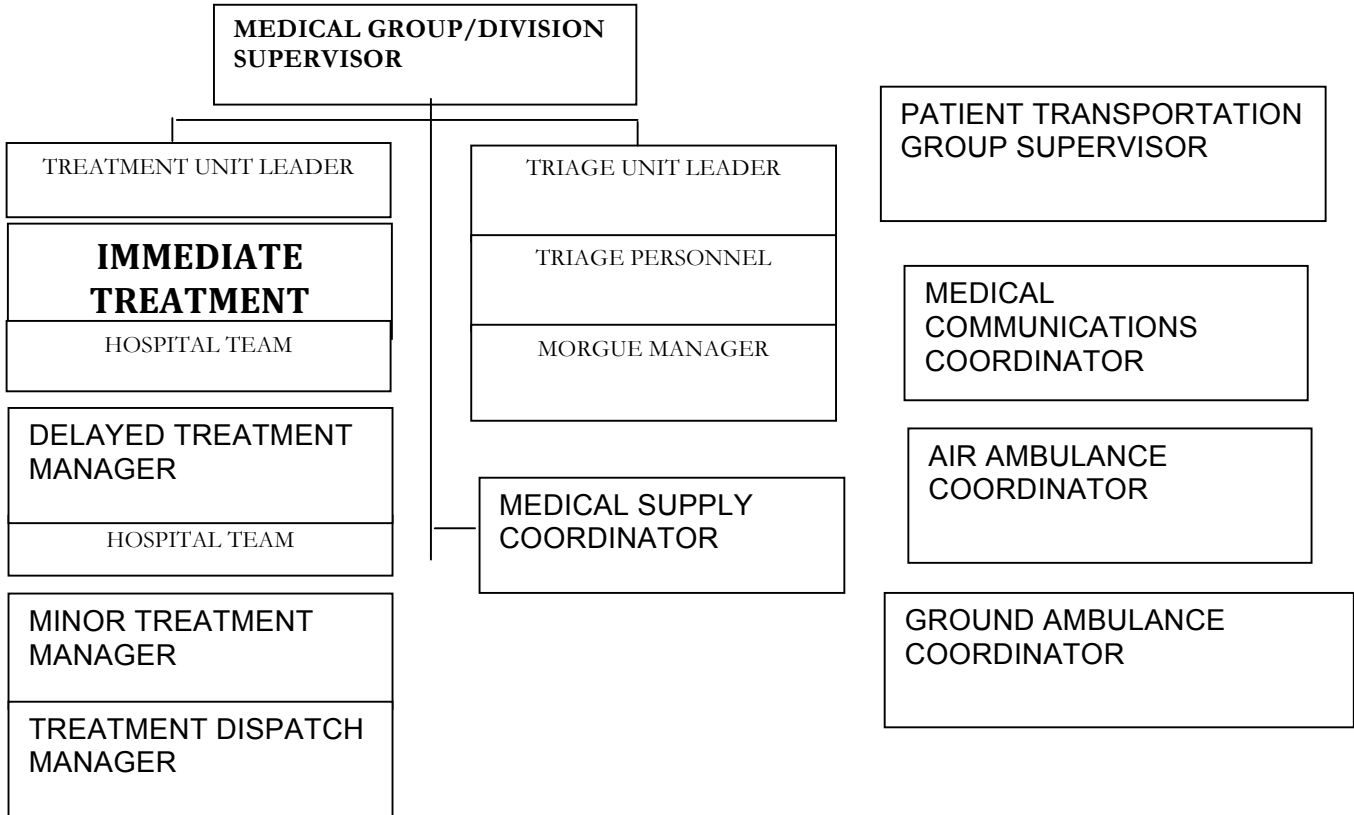 MEDICAL GROUP/DIVISION
SUPERVISOR
TREATMENT UNIT LEADER
IMMEDIATE
TREATMENT
HOSPITAL TEAM
DELAYED TREATMENT
MANAGER
HOSPITAL TEAM
MINOR TREATMENT
MANAGER
TREATMENT DISPATCH
MANAGER
TRIAGE UNIT LEADER
TRIAGE PERSONNEL
MORGUE MANAGER
MEDICAL SUPPLY
COORDINATOR
PATIENT TRANSPORTATION
GROUP SUPERVISOR
MEDICAL
COMMUNICATIONS
COORDINATOR
AIR AMBULANCE
COORDINATOR
GROUND AMBULANCE
COORDINATOR